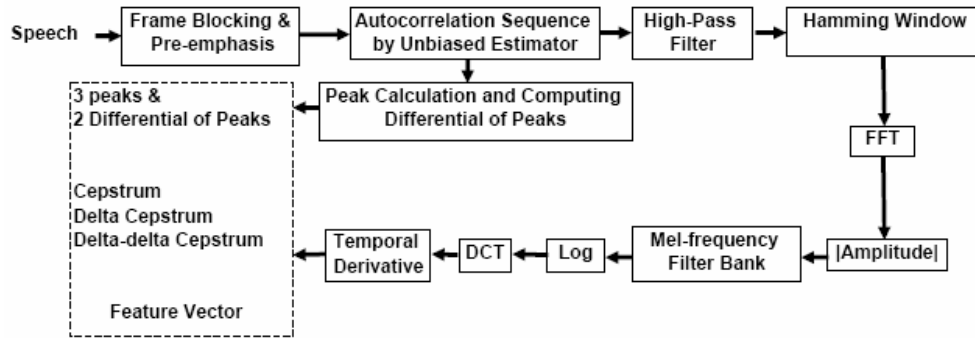 Speech
Frame Blocking &
Pre-emphasis
Autocorrelation Sequence
by Unbiased Estimator
High-Pass
Filter
Hamming Window
3 peaks &
2 Differential of Peaks
Peak Calculation and Computing
Differential of Peaks
FFT
Cepstrum
Delta Cepstrum
Delta-delta Cepstrum
Temporal
Derivative
DCT
Log
Mel-frequency
Filter Bank
|Amplitude|
Feature Vector